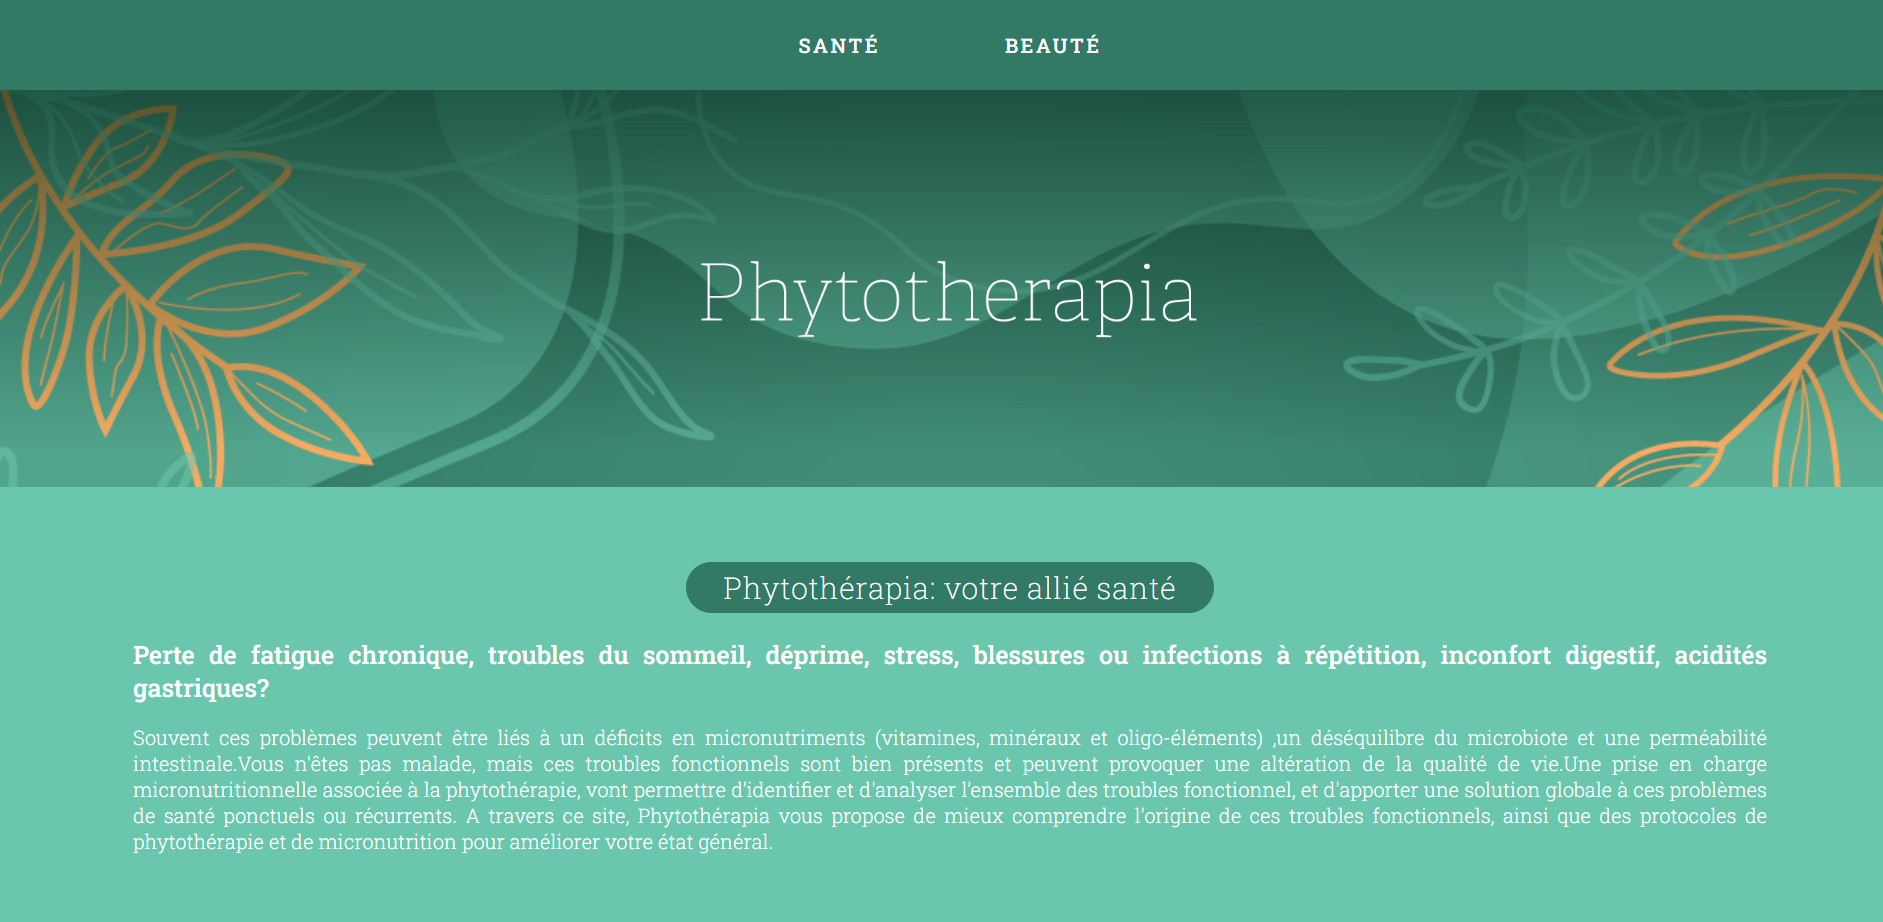 SANTÉ BEAUTÉ
Phytotherapia
Phytothérapia: votre allié santé
Perte de fatigue chronique, troubles du sommeil, déprime, stress, blessures ou infections à répétition, inconfort digestif, acidités
gastriques?
Souvent ces problèmes peuvent être liés à un déficits en micronutriments (vitamines, minéraux et oligo-éléments) ,un déséquilibre du microbiote et une perméabilité
intestinale.Vous n'êtes pas malade, mais ces troubles fonctionnels sont bien présents et peuvent provoquer une altération de la qualité de vie.Une prise en charge
micronutritionnelle associée à la phytothérapie, vont permettre d'identifier et d'analyser l'ensemble des troubles fonctionnel, et d'apporter une solution globale à ces problèmes
de santé ponctuels ou récurrents. A travers ce site, Phytothérapia vous propose de mieux comprendre l'origine de ces troubles fonctionnels, ainsi que des protocoles de
phytothérapie et de micronutrition pour améliorer votre état général.